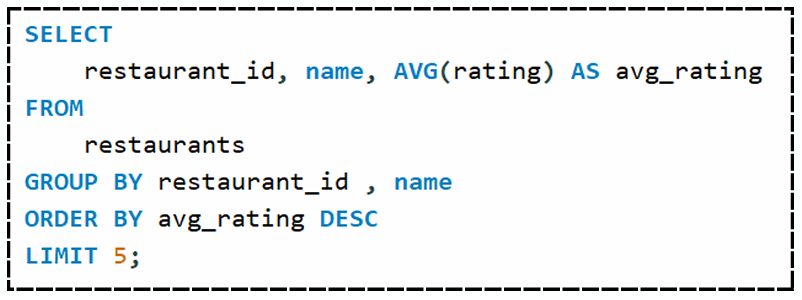 SELECT
restaurant_id, name, AVG(rating) AS avg_rating
FROM
restaurants
GROUP BY restaurant_id , name
ORDER BY avg_rating DESC
LIMIT 5;